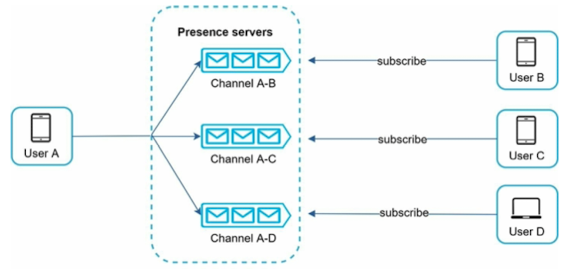 Presence servers
Channel A-B
subscribe
User B
User A
Channel A-C
subscribe
User C
Channel A-D
subscribe
User D